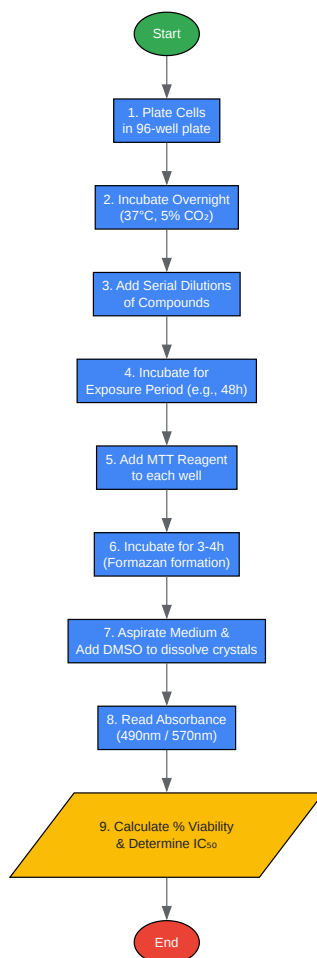 Start
1. Plate Cells
in 96-well plate
2. Incubate Overnight
(37°C, 5% CO₂)
3. Add Serial Dilutions
of Compounds
4. Incubate for
Exposure Period (e.g., 48h)
5. Add MTT Reagent
to each well
6. Incubate for 3-4h
(Formazan formation)
7. Aspirate Medium &
Add DMSO to dissolve crystals
8. Read Absorbance
(490nm / 570nm)
9. Calculate % Viability
& Determine IC₅₀
End